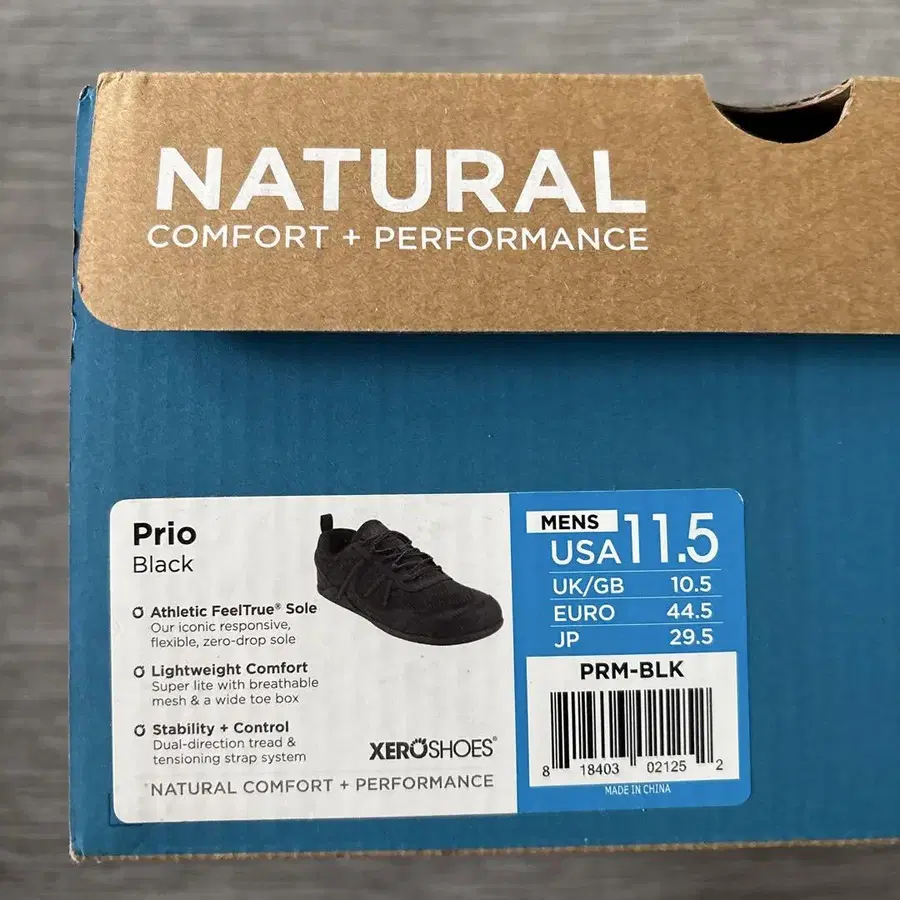 NATURAL
COMFORT + PERFORMANCE
Prio
Black
Athletic FeelTrue® Sole
Our iconic responsive,
flexible, zero-drop sole
Lightweight Comfort
Super lite with breathable
mesh & a wide toe box
Stability + Control
Dual-direction tread &
tensioning strap system
XEROSHOES®
NATURAL COMFORT + PERFORMANCE
MENS
USA 11.5
UK/GB 10.5
EURO 44.5
JP 29.5
PRM-BLK
8 18403 02125 2
MADE IN CHINA